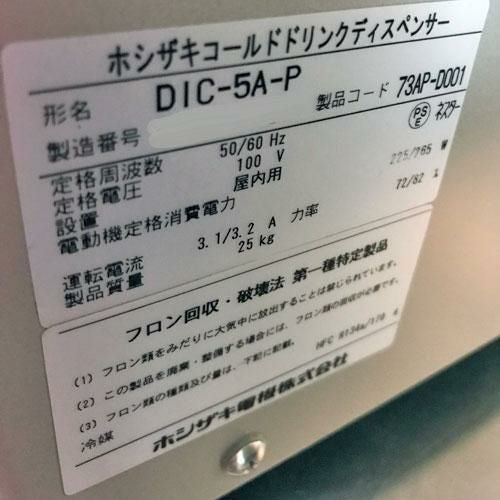 ホシザキコールドドリンクディスペンサー
形名 DIC-5A-P 製品コード 73AP-D001
製造番号
定格周波数 50/60 Hz PSE ネスター
定格電圧 100 V
設置 屋内用
電動機定格消費電力 225/265 W
運転電流 3.1/3.2 A 力率 72/82 %
製品質量 25kg
フロン回収・破壊法 第一種特定製品
(1) フロン類をみだりに大気中に放出することは禁じられています。
(2) この製品を廃棄・整備する場合には、フロン類の回収が必要です。
(3) フロン類の種類及び量は、下記に記載。
冷媒 HFC R134a/170 g
ホシザキ電機株式会社